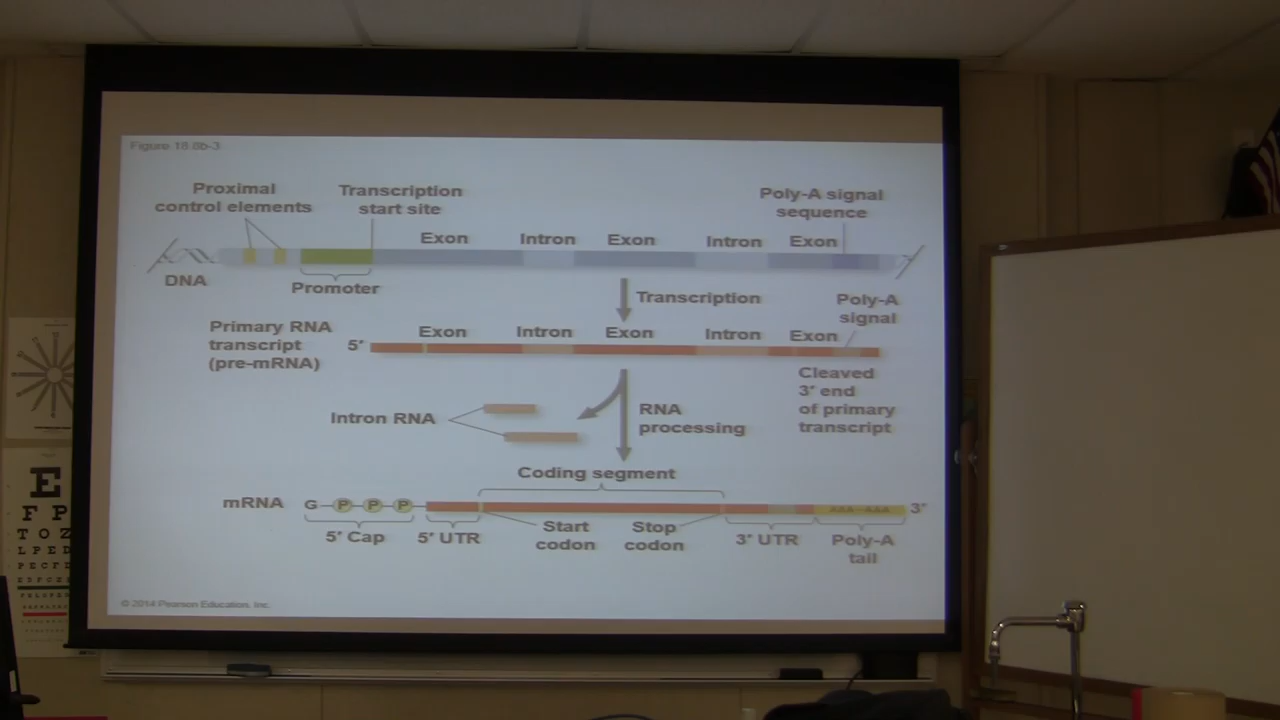 Figure 18.8b-3
Proximal
control elements
Transcription
start site
Poly-A signal
sequence
Exon
Intron
Exon
Intron
Exon
DNA
Promoter
Transcription
Poly-A
signal
Primary RNA
transcript
(pre-mRNA)
5′
Exon
Intron
Exon
Intron
Exon
Cleaved
3′ end
of primary
transcript
Intron RNA
RNA
processing
Coding segment
mRNA
G P P P
AAA···AAA
3′
5′ Cap
5′ UTR
Start
codon
Stop
codon
3′ UTR
Poly-A
tail
© 2014 Pearson Education, Inc.
E
F P
T O Z
L P E D
P E C F D
E D F C Z P